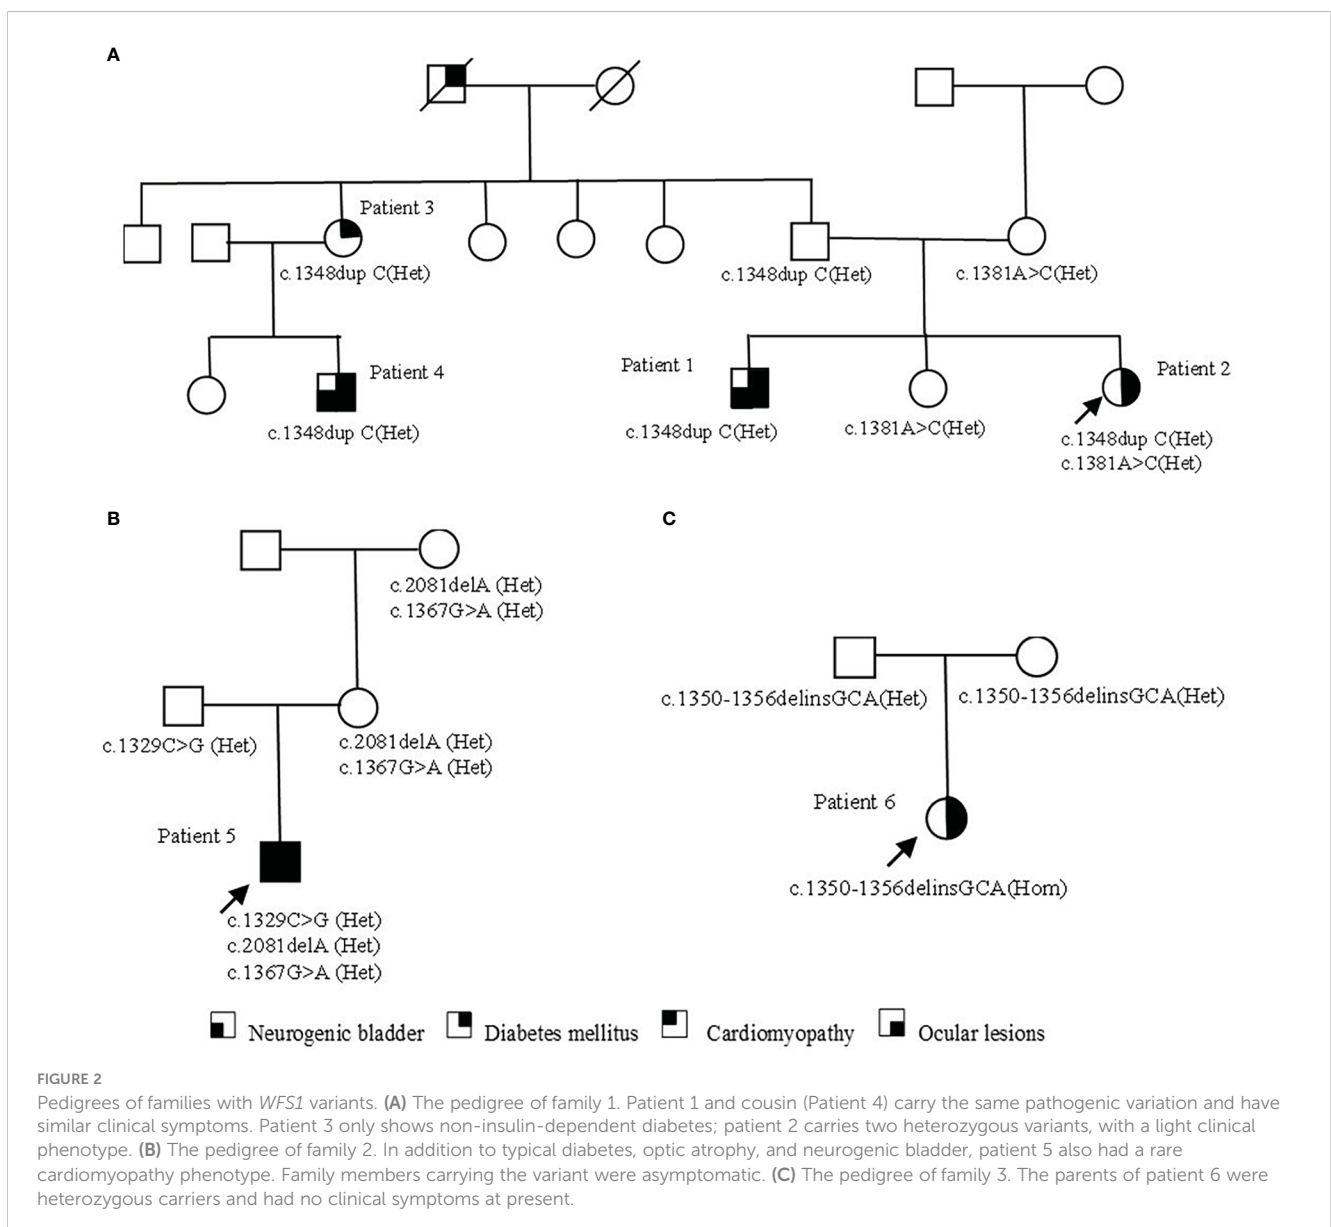 A
Patient 3
c.1348dup C(Het)
c.1348dup C(Het)
c.1381A>C(Het)
Patient 1
Patient 4
Patient 2
c.1348dup C(Het)
c.1348dup C(Het)
c.1381A>C(Het)
c.1348dup C(Het)
c.1381A>C(Het)
B
c.2081delA (Het)
c.1367G>A (Het)
c.1329C>G (Het)
c.2081delA (Het)
c.1367G>A (Het)
Patient 5
c.1329C>G (Het)
c.2081delA (Het)
c.1367G>A (Het)
C
c.1350-1356delinsGCA(Het)
c.1350-1356delinsGCA(Het)
Patient 6
c.1350-1356delinsGCA(Hom)
Neurogenic bladder
Diabetes mellitus
Cardiomyopathy
Ocular lesions
FIGURE 2
Pedigrees of families with WFS1 variants. (A) The pedigree of family 1. Patient 1 and cousin (Patient 4) carry the same pathogenic variation and have
similar clinical symptoms. Patient 3 only shows non-insulin-dependent diabetes; patient 2 carries two heterozygous variants, with a light clinical
phenotype. (B) The pedigree of family 2. In addition to typical diabetes, optic atrophy, and neurogenic bladder, patient 5 also had a rare
cardiomyopathy phenotype. Family members carrying the variant were asymptomatic. (C) The pedigree of family 3. The parents of patient 6 were
heterozygous carriers and had no clinical symptoms at present.